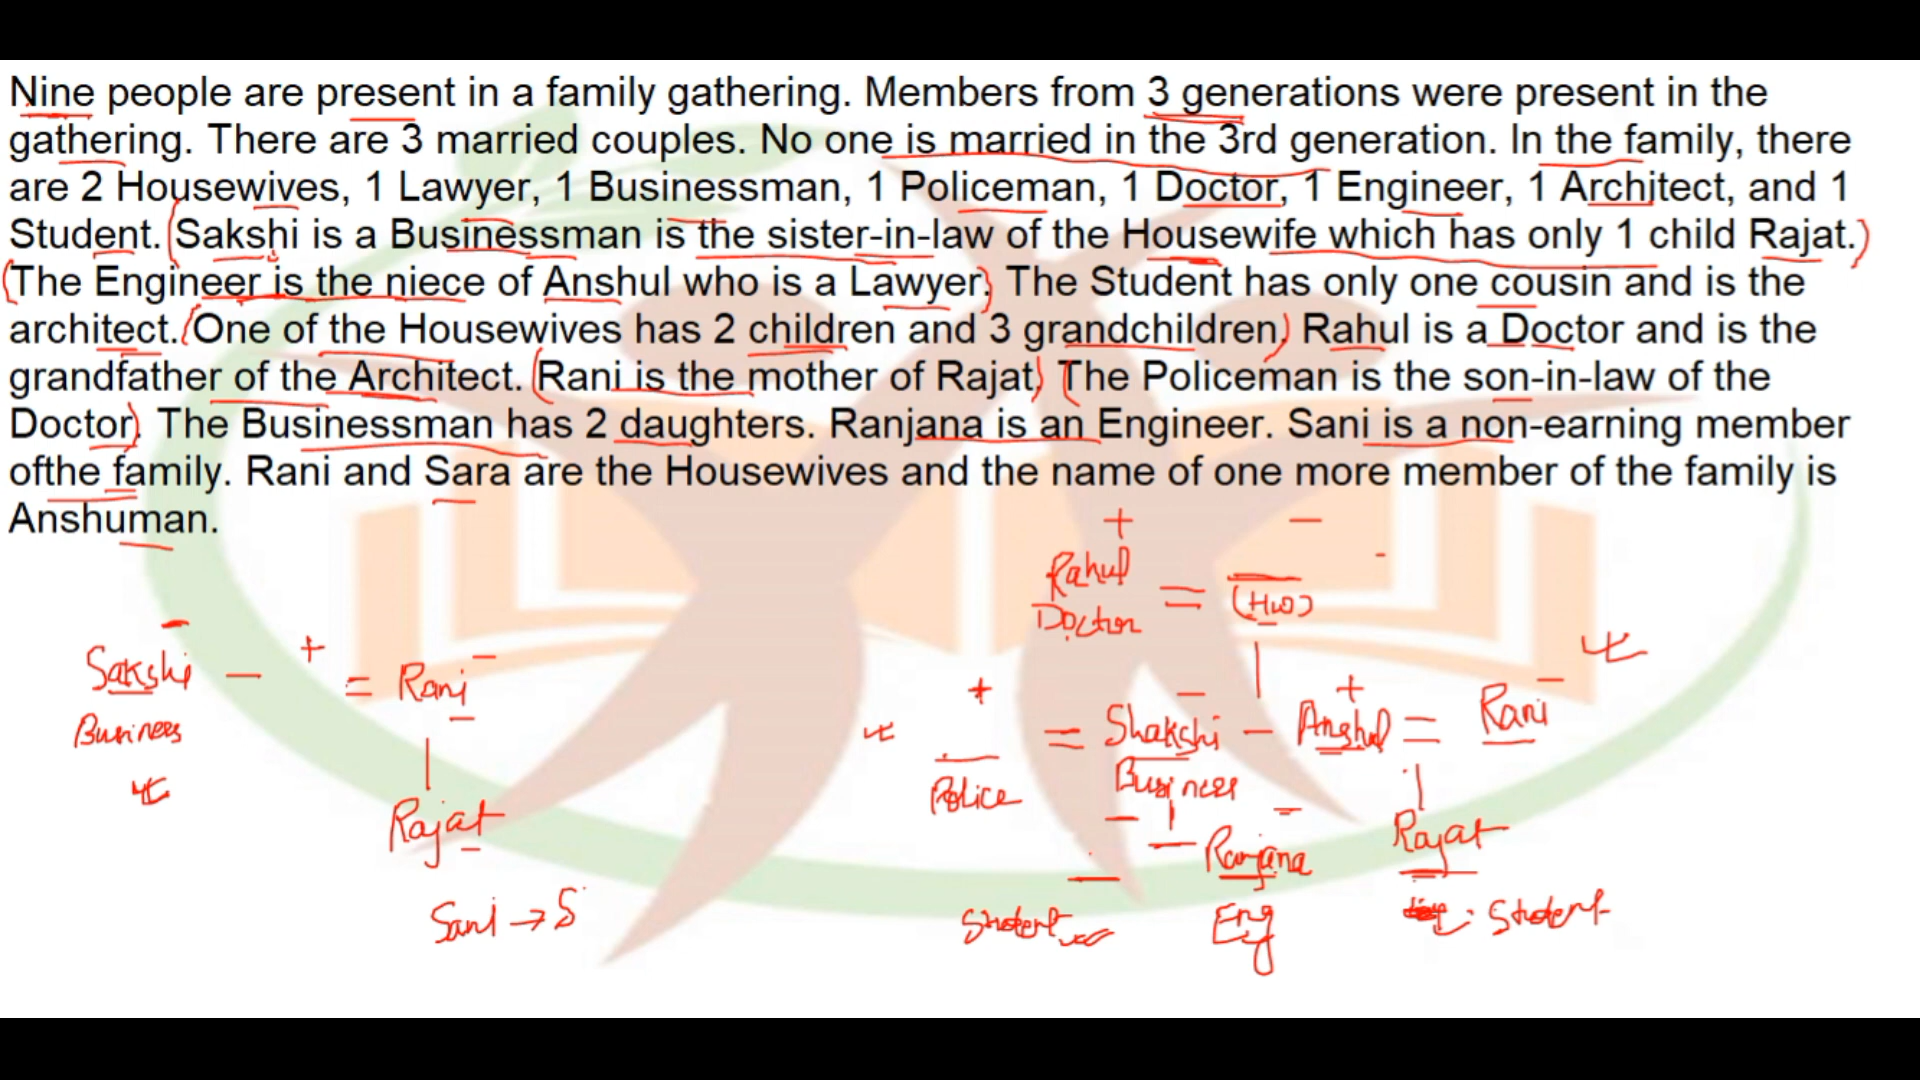 Nine people are present in a family gathering. Members from 3 generations were present in the
gathering. There are 3 married couples. No one is married in the 3rd generation. In the family, there
are 2 Housewives, 1 Lawyer, 1 Businessman, 1 Policeman, 1 Doctor, 1 Engineer, 1 Architect, and 1
Student. (Sakshi is a Businessman is the sister-in-law of the Housewife which has only 1 child Rajat.)
(The Engineer is the niece of Anshul who is a Lawyer) The Student has only one cousin and is the
architect. (One of the Housewives has 2 children and 3 grandchildren) Rahul is a Doctor and is the
grandfather of the Architect. (Rani is the mother of Rajat) (The Policeman is the son-in-law of the
Doctor) The Businessman has 2 daughters. Ranjana is an Engineer. Sani is a non-earning member
ofthe family. Rani and Sara are the Housewives and the name of one more member of the family is
Anshuman.
+ −
Rahul = (HW)
Doctor
− +
Sakshi − = Rani −
Business
Rajat
Sani → S
+ − + −
= Shakshi − Anshul = Rani
Police Business
− Ranjana − Rajat
Student Eng Student